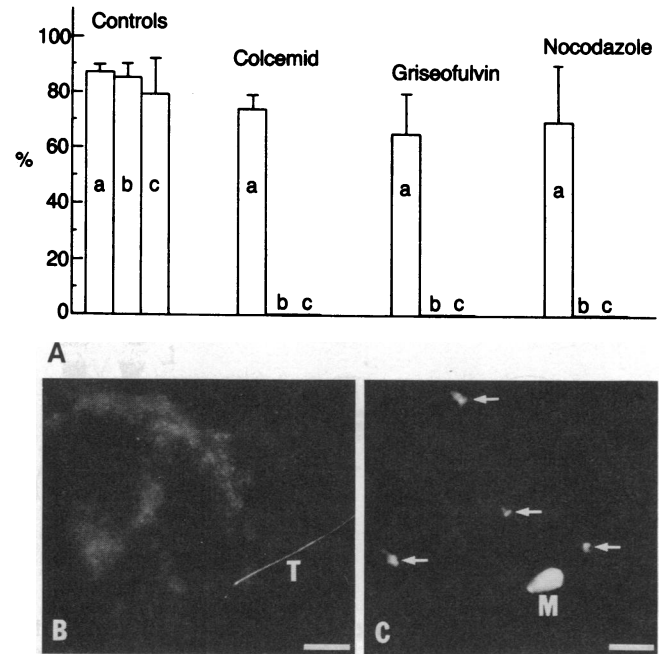 Controls
Colcemid
Griseofulvin
Nocodazole
100
80
60
40
20
0
%
a b c
a b c
a b c
a b c
A
T
B
M
C